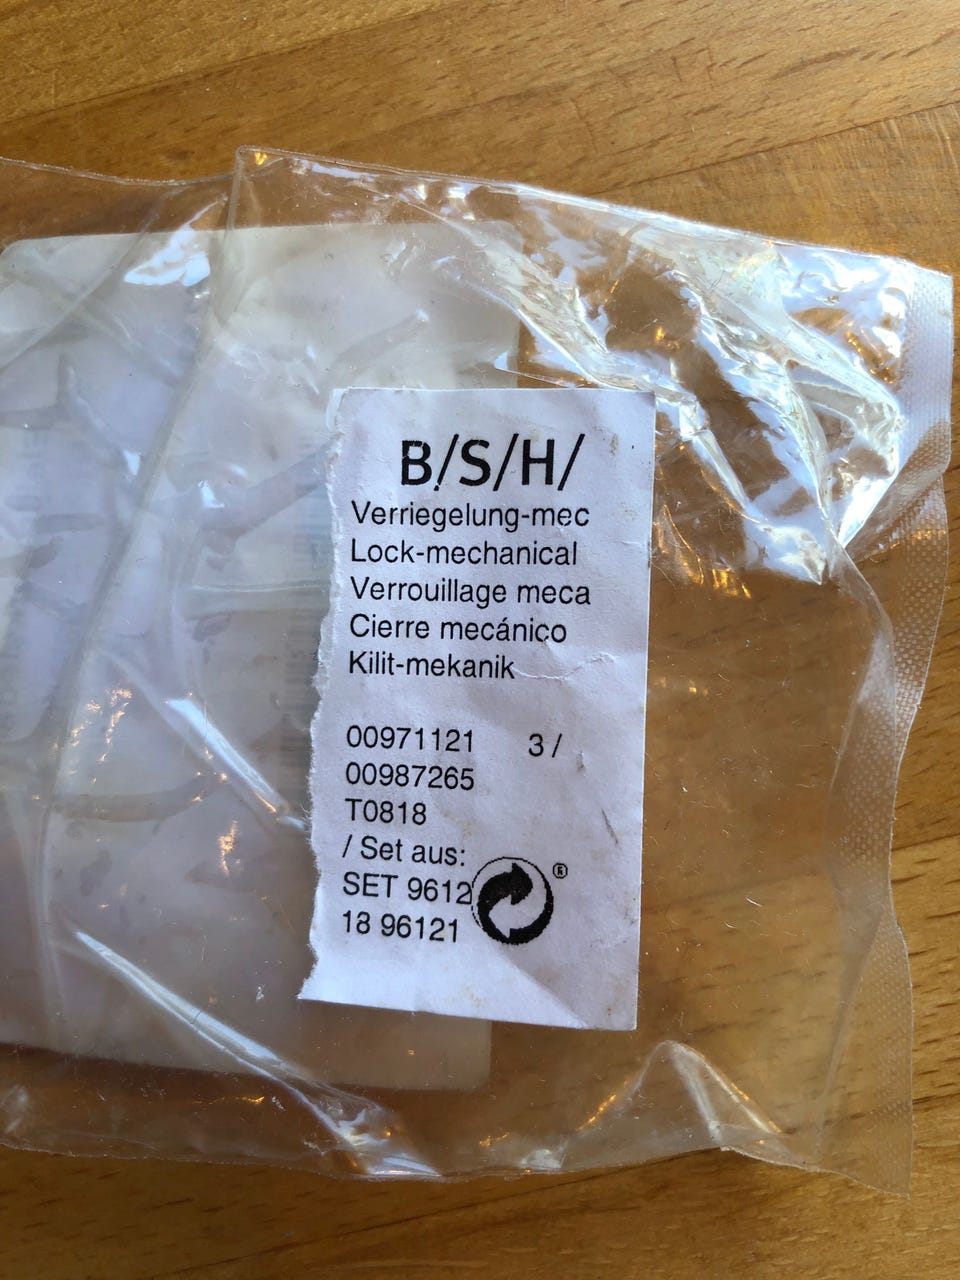 B/S/H/
Verriegelung-mec
Lock-mechanical
Verrouillage meca
Cierre mecánico
Kilit-mekanik
00971121 3 /
00987265
T0818
/ Set aus:
SET 9612
18 96121
®